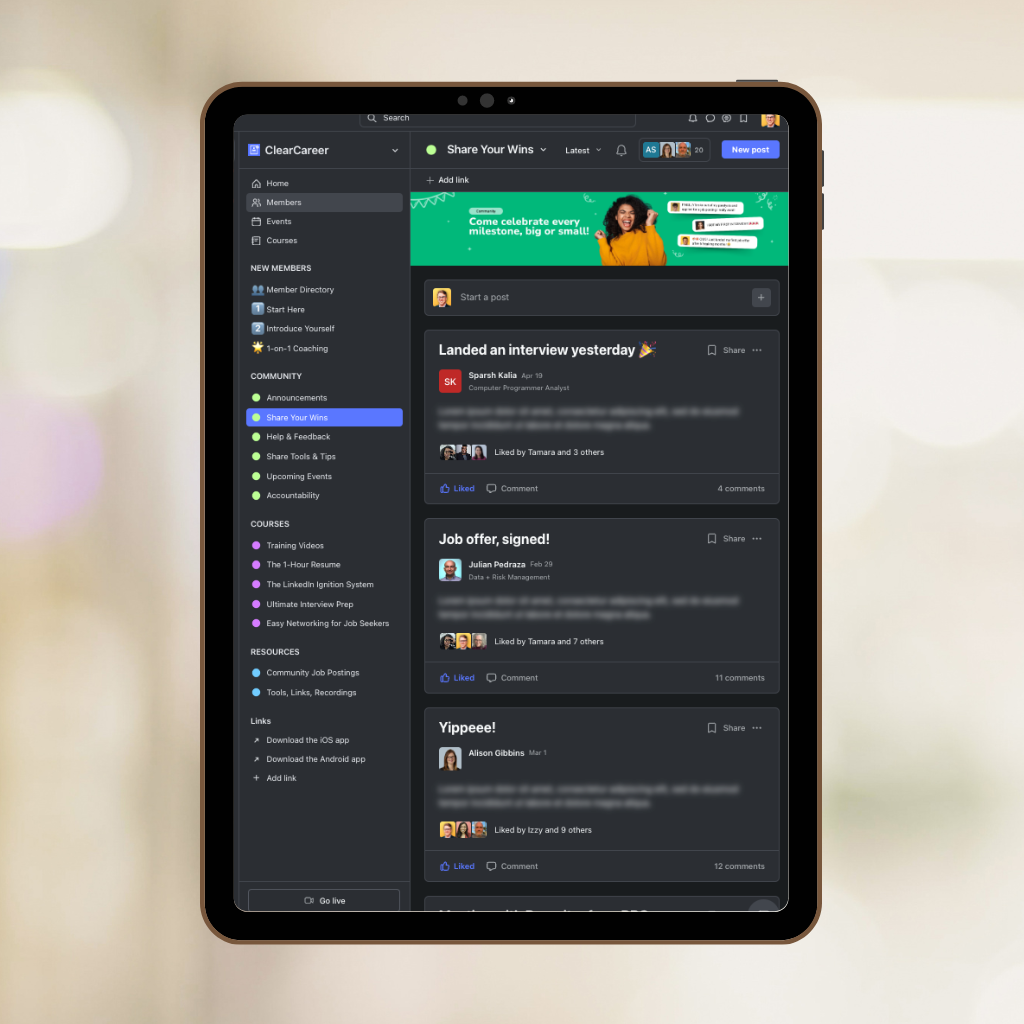 Search
ClearCareer
Share Your Wins
Latest
AS
20
New post
Home
Members
Events
Courses
NEW MEMBERS
Member Directory
1 Start Here
2 Introduce Yourself
1-on-1 Coaching
COMMUNITY
Announcements
Share Your Wins
Help & Feedback
Share Tools & Tips
Upcoming Events
Accountability
COURSES
Training Videos
The 1-Hour Resume
The LinkedIn Ignition System
Ultimate Interview Prep
Easy Networking for Job Seekers
RESOURCES
Community Job Postings
Tools, Links, Recordings
Links
Download the iOS app
Download the Android app
Add link
Go live
Add link
Community
Come celebrate every
milestone, big or small!
Start a post
Landed an interview yesterday 🎉
Share
SK
Sparsh Kalia Apr 19
Computer Programmer Analyst
Liked by Tamara and 3 others
Liked
Comment
4 comments
Job offer, signed!
Share
Julian Pedraza Feb 29
Data + Risk Management
Liked by Tamara and 7 others
Liked
Comment
11 comments
Yippeee!
Share
Alison Gibbins Mar 1
Liked by Izzy and 9 others
Liked
Comment
12 comments